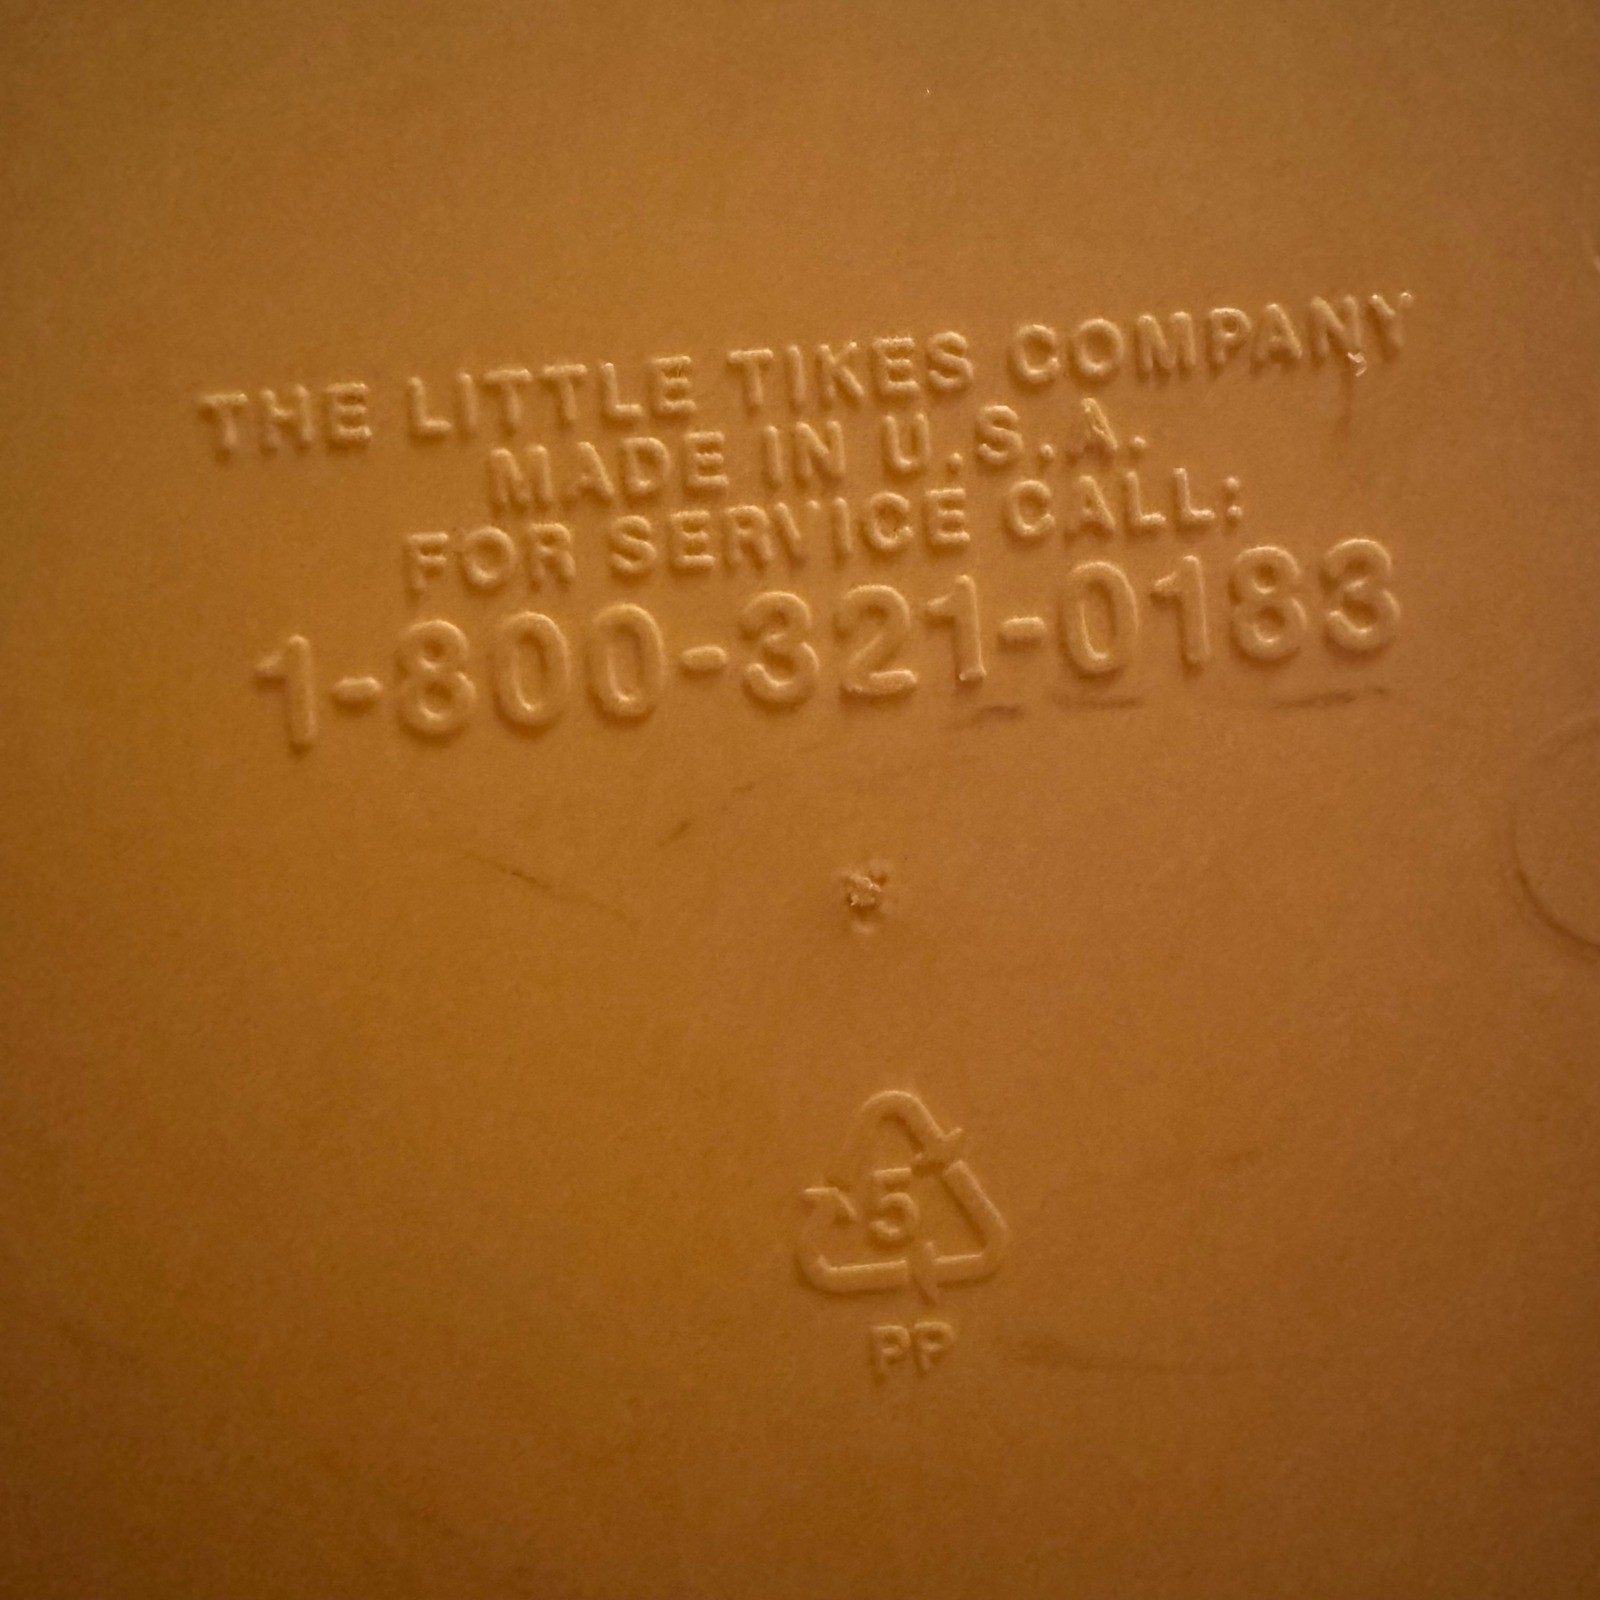 THE LITTLE TIKES COMPANY
MADE IN U.S.A.
FOR SERVICE CALL:
1-800-321-0183
5
PP